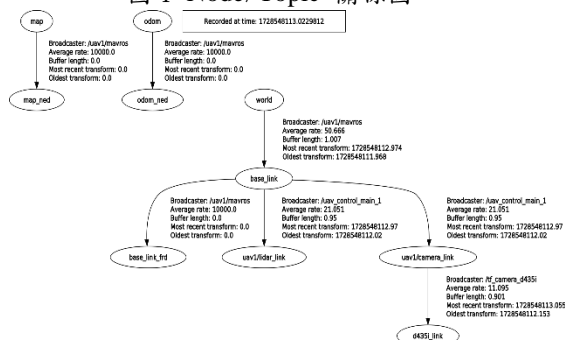 圖 1 Node/Topic 關係圖
map
odom
Recorded at time: 1728548113.0229812
Broadcaster: /uav1/mavros
Average rate: 10000.0
Buffer length: 0.0
Most recent transform: 0.0
Oldest transform: 0.0
Broadcaster: /uav1/mavros
Average rate: 10000.0
Buffer length: 0.0
Most recent transform: 0.0
Oldest transform: 0.0
map_ned
odom_ned
world
Broadcaster: /uav1/mavros
Average rate: 50.666
Buffer length: 1.007
Most recent transform: 1728548112.974
Oldest transform: 1728548111.968
base_link
Broadcaster: /uav1/mavros
Average rate: 10000.0
Buffer length: 0.0
Most recent transform: 0.0
Oldest transform: 0.0
Broadcaster: /uav_control_main_1
Average rate: 21.051
Buffer length: 0.95
Most recent transform: 1728548112.97
Oldest transform: 1728548112.02
Broadcaster: /uav_control_main_1
Average rate: 21.051
Buffer length: 0.95
Most recent transform: 1728548112.97
Oldest transform: 1728548112.02
base_link_frd
uav1/lidar_link
uav1/camera_link
Broadcaster: /tf_camera_d435i
Average rate: 11.095
Buffer length: 0.901
Most recent transform: 1728548113.055
Oldest transform: 1728548112.153
d435i_link